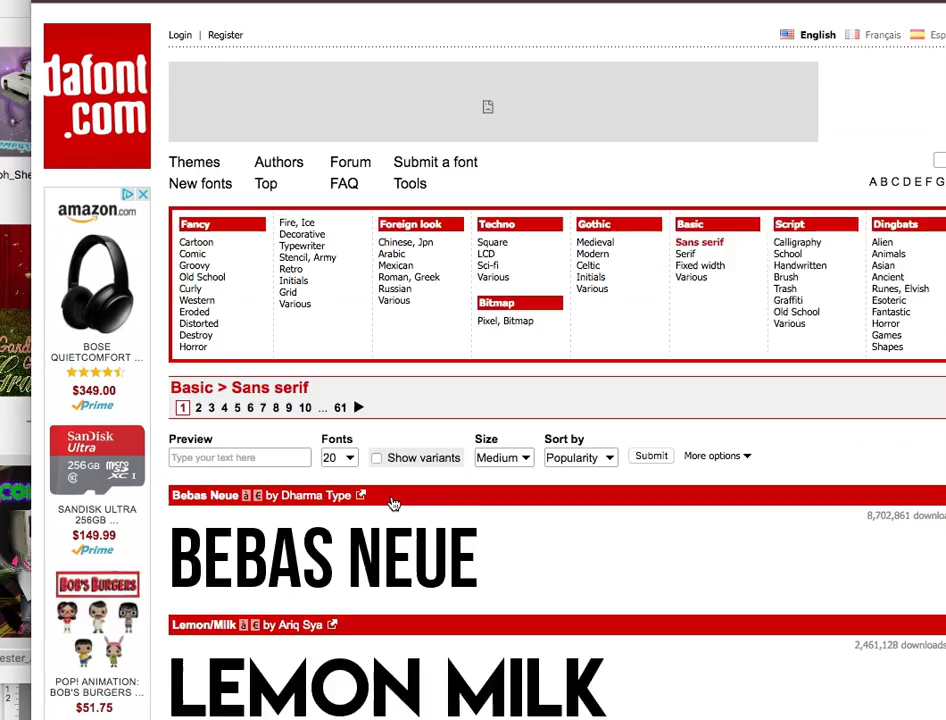 Login | Register
English Français Esp
dafont
.com
Themes Authors Forum Submit a font
New fonts Top FAQ Tools
A B C D E F G
Fancy
Cartoon
Comic
Groovy
Old School
Curly
Western
Eroded
Distorted
Destroy
Horror
Fire, Ice
Decorative
Typewriter
Stencil, Army
Retro
Initials
Grid
Various
Foreign look
Chinese, Jpn
Arabic
Mexican
Roman, Greek
Russian
Various
Techno
Square
LCD
Sci-fi
Various
Bitmap
Pixel, Bitmap
Gothic
Medieval
Modern
Celtic
Initials
Various
Basic
Sans serif
Serif
Fixed width
Various
Script
Calligraphy
School
Handwritten
Brush
Trash
Graffiti
Old School
Various
Dingbats
Alien
Animals
Asian
Ancient
Runes, Elvish
Esoteric
Fantastic
Horror
Games
Shapes
amazon.com
BOSE
QUIETCOMFORT ...
$349.00
Prime
SanDisk
Ultra
256GB
SANDISK ULTRA
256GB ...
$149.99
Prime
BOB'S BURGERS
POP! ANIMATION:
BOB'S BURGERS ...
$51.75
Basic > Sans serif
1 2 3 4 5 6 7 8 9 10 ... 61
Preview Fonts Size Sort by
Type your text here 20 Show variants Medium Popularity Submit More options
Bebas Neue à € by Dharma Type
8,702,861 downloa
BEBAS NEUE
Lemon/Milk à € by Ariq Sya
2,461,128 downloads
LEMON MILK